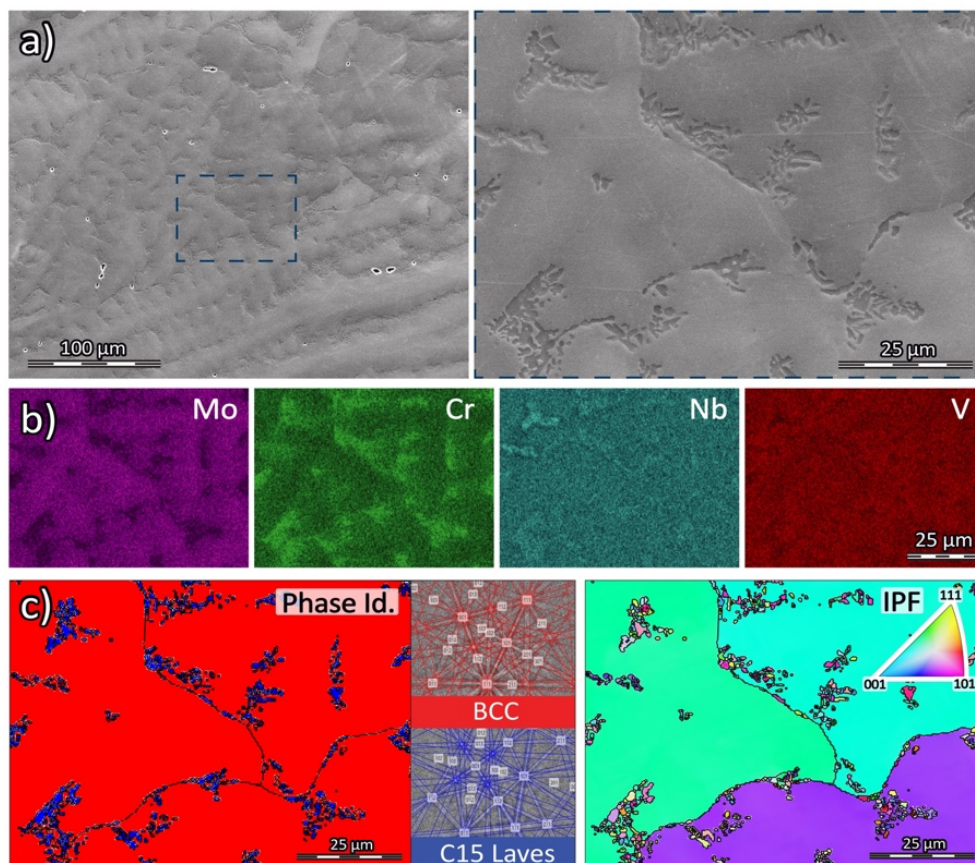 a)
100 μm
25 μm
b)
Mo
Cr
Nb
V
25 μm
c)
Phase Id.
25 μm
BCC
C15 Laves
IPF
111
001
101
25 μm